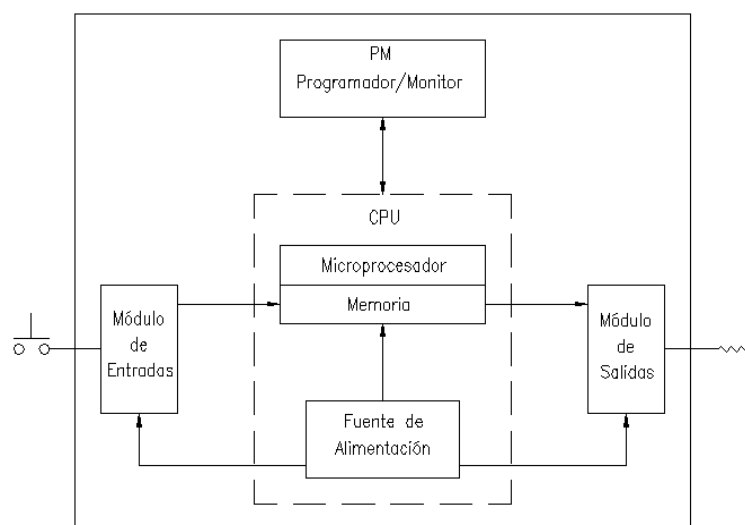 PM
Programador/Monitor
CPU
Microprocesador
Memoria
Módulo
de
Entradas
Módulo
de
Salidas
Fuente de
Alimentación